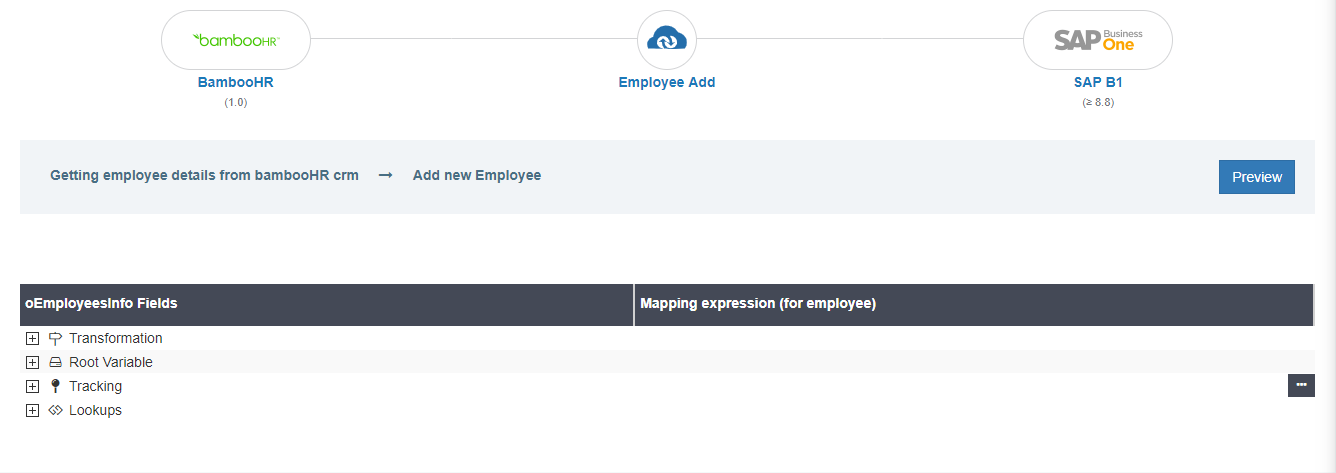 bambooHR SAP Business One
BambooHR Employee Add SAP B1
(1.0) (≥ 8.8)
Getting employee details from bambooHR crm → Add new Employee Preview
oEmployeesInfo Fields Mapping expression (for employee)
Transformation
Root Variable
Tracking
Lookups